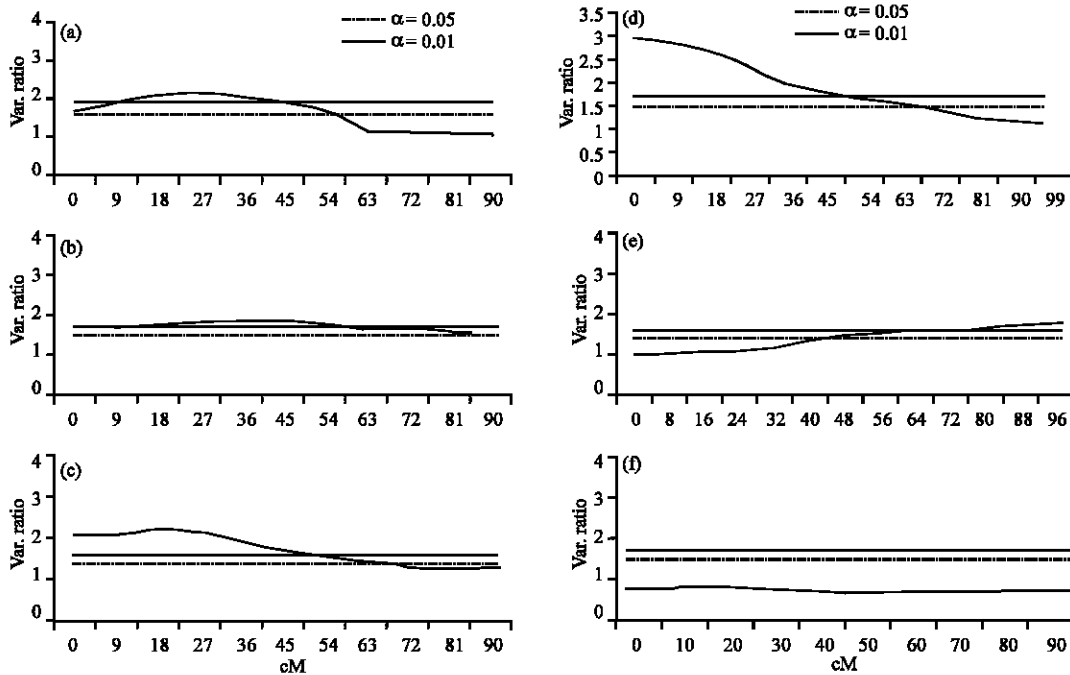 (a)
α = 0.05
α = 0.01
Var. ratio
4
3
2
1
0
0 9 18 27 36 45 54 63 72 81 90
(b)
Var. ratio
4
3
2
1
0
0 9 18 27 36 45 54 63 72 81 90
(c)
Var. ratio
4
3
2
1
0
0 9 18 27 36 45 54 63 72 81 90
cM
(d)
α = 0.05
α = 0.01
Var. ratio
3.5
3
2.5
2
1.5
1
1.5
0
0 9 18 27 36 45 54 63 72 81 90 99
(e)
Var. ratio
4
3
2
1
0
0 8 16 24 32 40 48 56 64 72 80 88 96
(f)
Var. ratio
4
3
2
1
0
0 10 20 30 40 50 60 70 80 90
cM